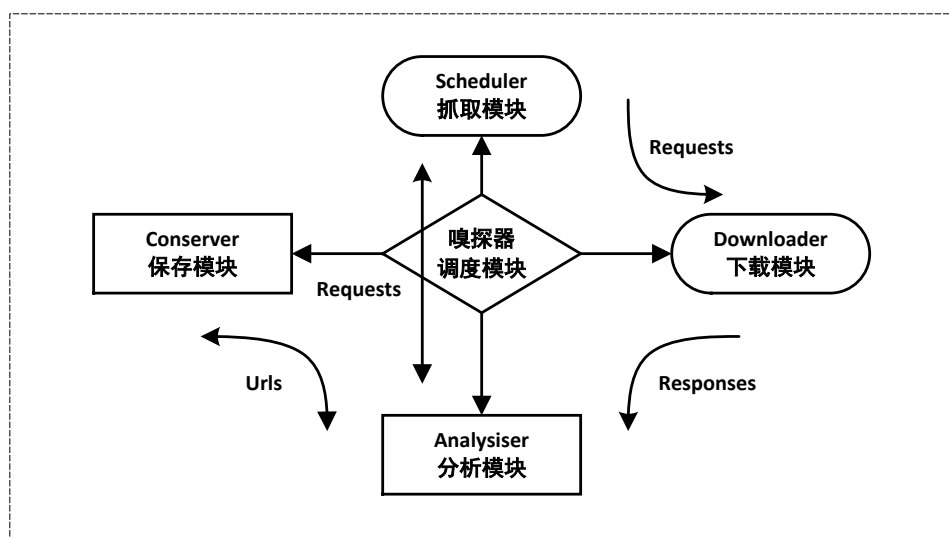 Scheduler
抓取模块
Requests
Conserver
保存模块
嗅探器
调度模块
Downloader
下载模块
Requests
Urls
Responses
Analysiser
分析模块